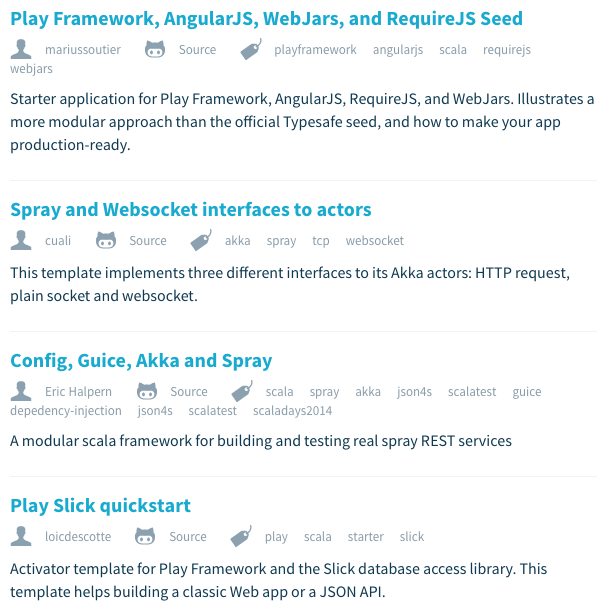 Play Framework, AngularJS, WebJars, and RequireJS Seed
mariussoutier Source playframework angularjs scala requirejs
webjars
Starter application for Play Framework, AngularJS, RequireJS, and WebJars. Illustrates a
more modular approach than the official Typesafe seed, and how to make your app
production-ready.
Spray and Websocket interfaces to actors
cuali Source akka spray tcp websocket
This template implements three different interfaces to its Akka actors: HTTP request,
plain socket and websocket.
Config, Guice, Akka and Spray
Eric Halpern Source scala spray akka json4s scalatest guice
depedency-injection json4s scalatest scaladays2014
A modular scala framework for building and testing real spray REST services
Play Slick quickstart
loicdescotte Source play scala starter slick
Activator template for Play Framework and the Slick database access library. This
template helps building a classic Web app or a JSON API.